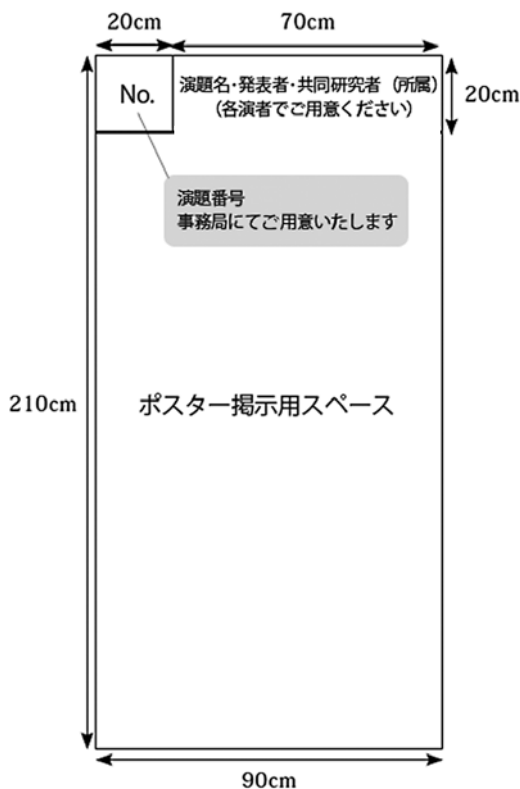 20cm
70cm
No.
演題名・発表者・共同研究者（所属）
（各演者でご用意ください）
20cm
演題番号
事務局にてご用意いたします
210cm
ポスター掲示用スペース
90cm